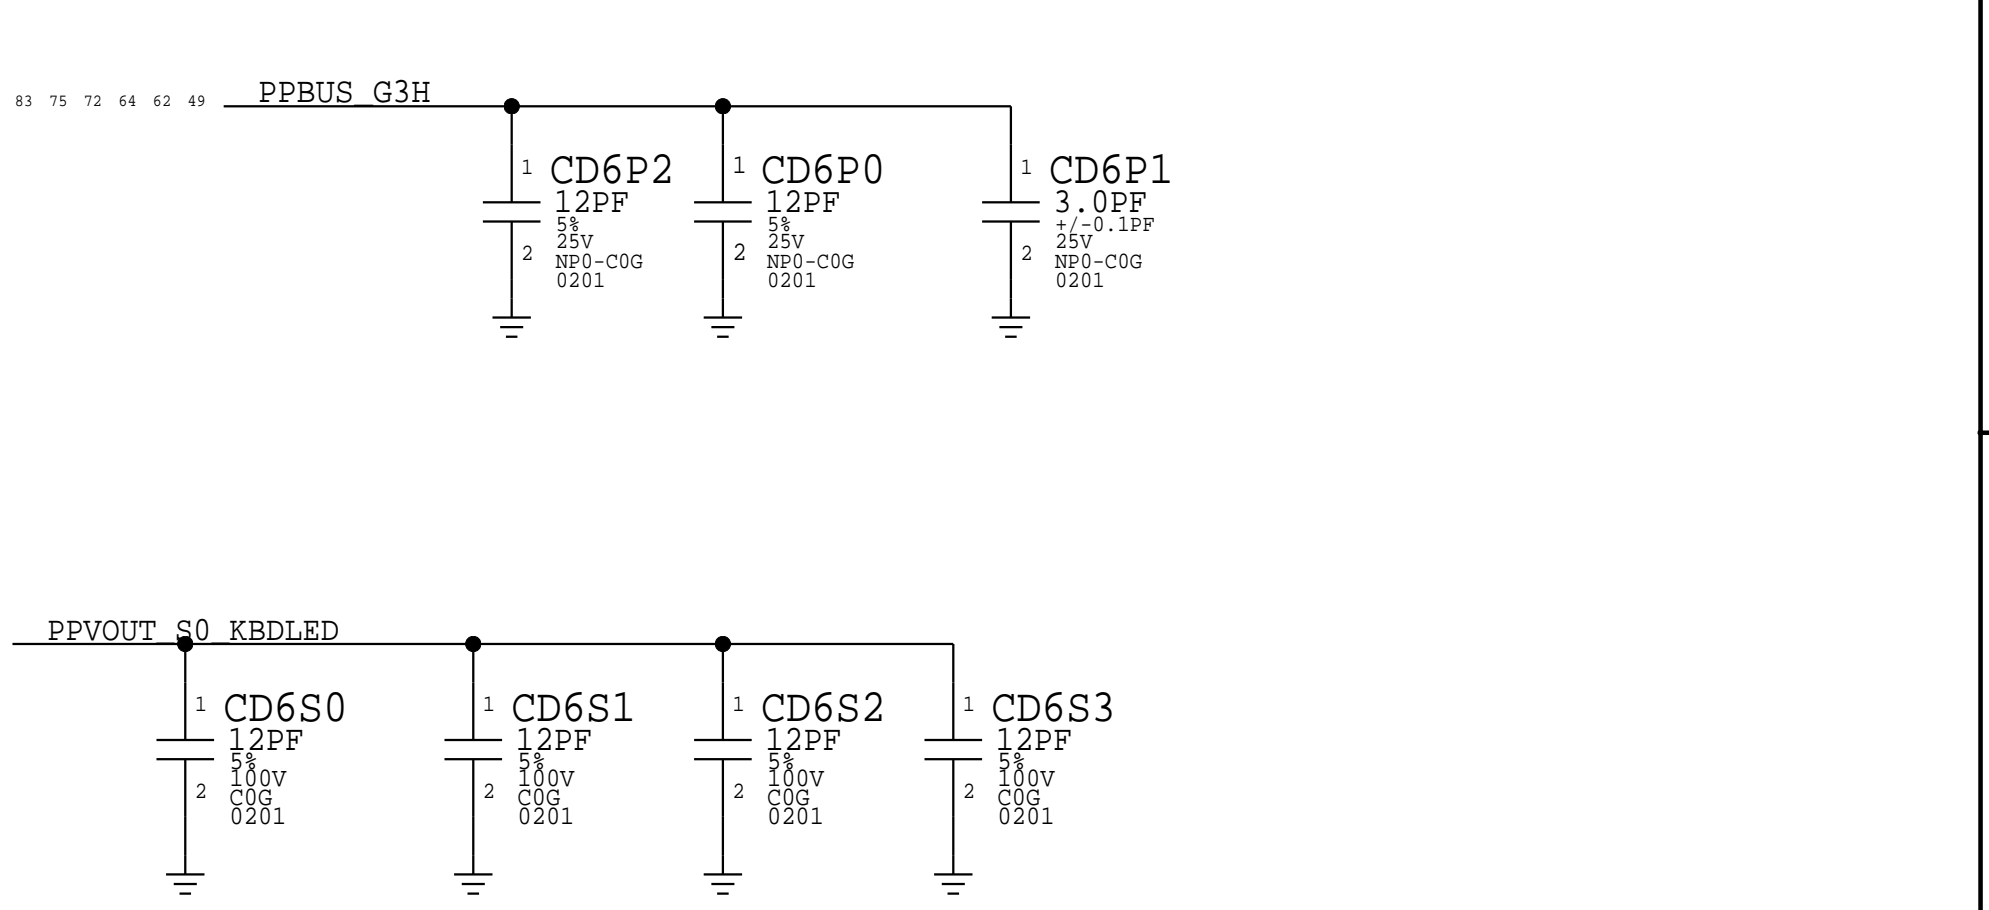 83 75 72 64 62 49 PPBUS_G3H
1 CD6P2
12PF
5%
25V
2
NP0-C0G
0201
1 CD6P0
12PF
5%
25V
2
NP0-C0G
0201
1 CD6P1
3.0PF
+/-0.1PF
25V
2
NP0-C0G
0201
PPVOUT_S0_KBDLED
1 CD6S0
12PF
5%
100V
2
C0G
0201
1 CD6S1
12PF
5%
100V
2
C0G
0201
1 CD6S2
12PF
5%
100V
2
C0G
0201
1 CD6S3
12PF
5%
100V
2
C0G
0201